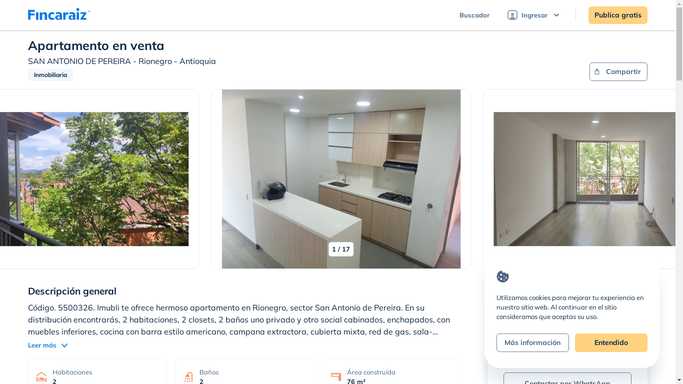 Fincaraiz
Buscador
Ingresar
Publica gratis
Apartamento en venta
SAN ANTONIO DE PEREIRA - Rionegro - Antioquia
Inmobiliaria
Compartir
1 / 17
Descripción general
Código. 5500326. Imubli te ofrece hermoso apartamento en Rionegro, sector San Antonio de Pereira. En su
distribución encontrarás, 2 habitaciones, 2 closets, 2 baños uno privado y otro social cabinados, enchapados, con
muebles inferiores, cocina con barra estilo americano, campana extractora, cubierta mixta, red de gas, sala-...
Leer más
Habitaciones
2
Baños
2
Área construida
76 m²
Utilizamos cookies para mejorar tu experiencia en
nuestro sitio web. Al continuar en el sitio
consideramos que aceptas su uso.
Más información
Entendido
Contactar por WhatsApp